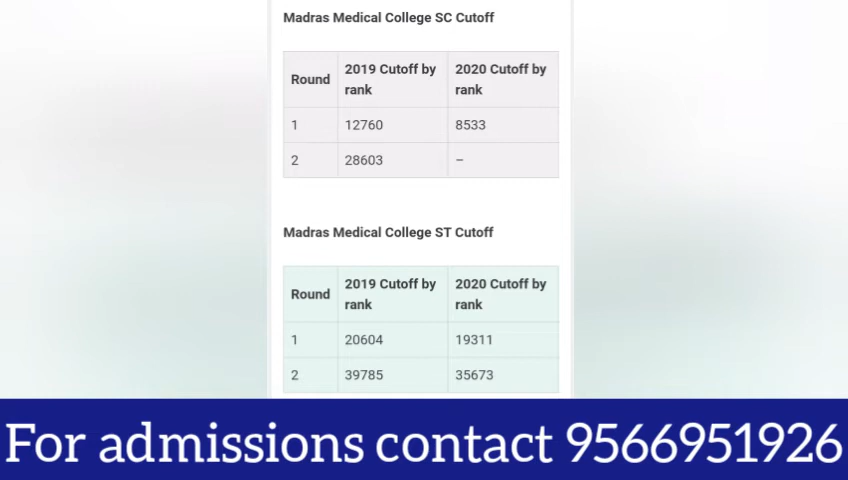 Madras Medical College SC Cutoff
Round 2019 Cutoff by rank 2020 Cutoff by rank
1 12760 8533
2 28603 –
Madras Medical College ST Cutoff
Round 2019 Cutoff by rank 2020 Cutoff by rank
1 20604 19311
2 39785 35673
For admissions contact 9566951926